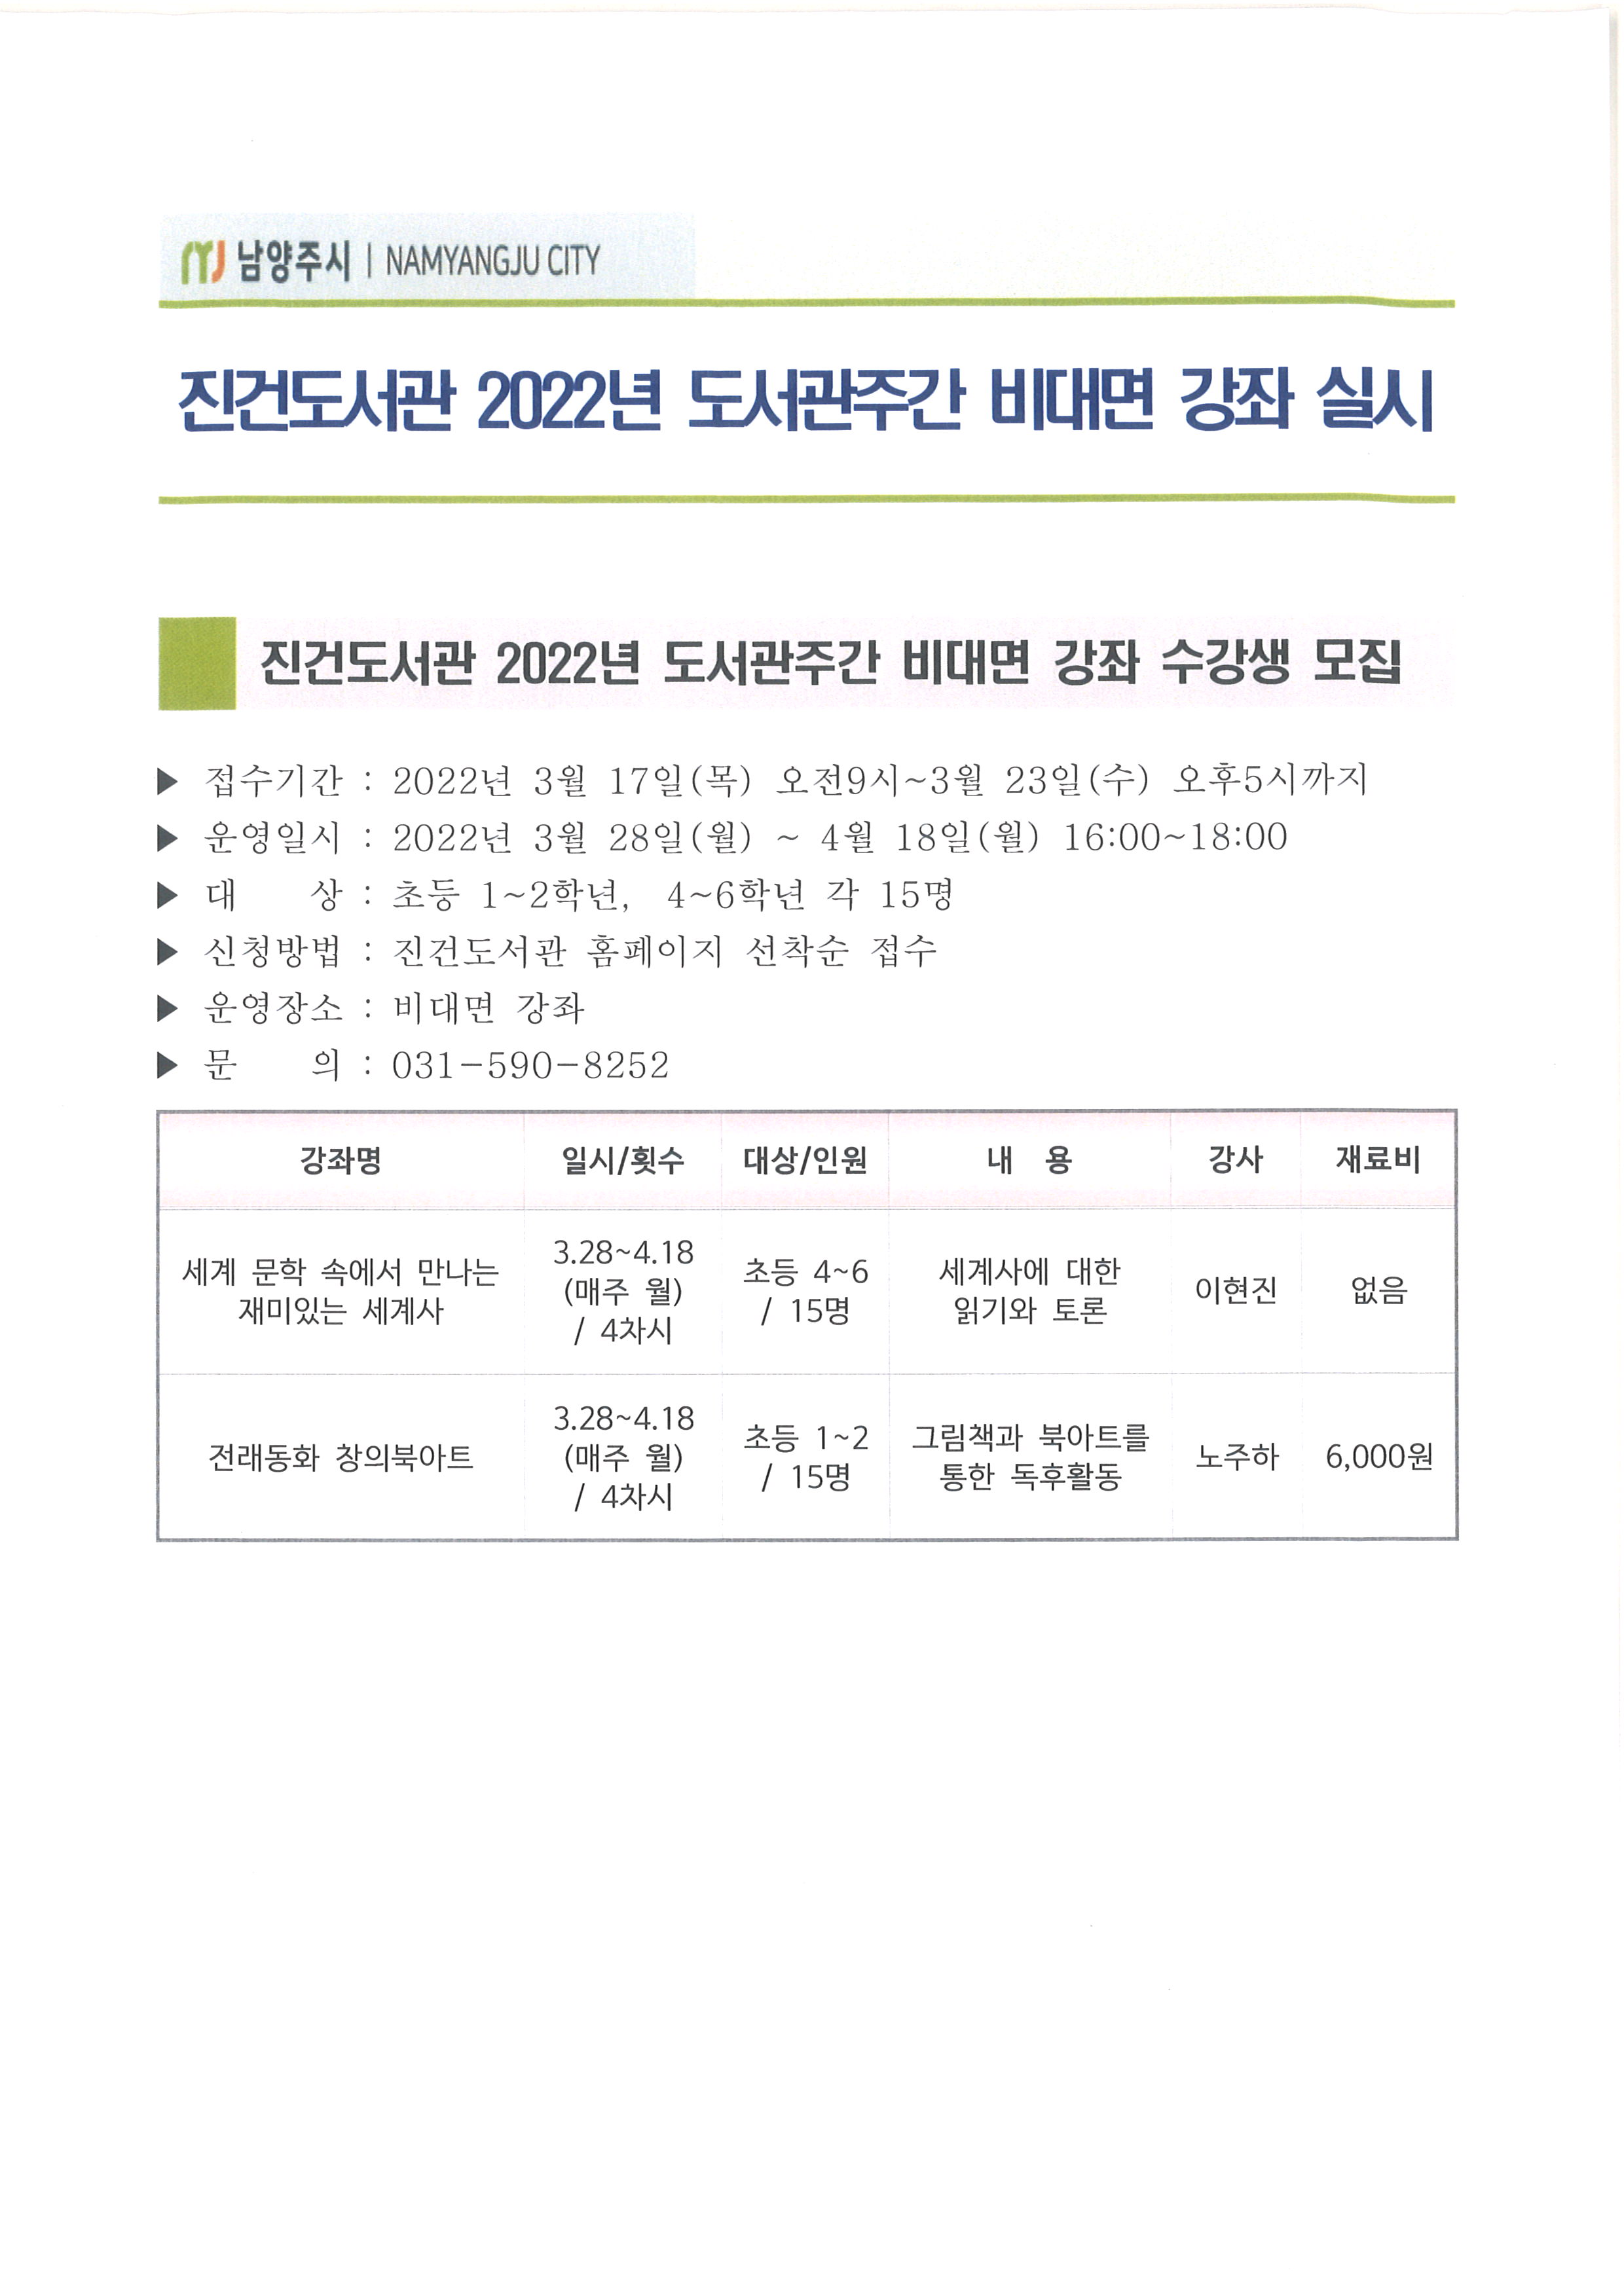 남양주시 | NAMYANGJU CITY
진건도서관 2022년 도서관주간 비대면 강좌 실시
진건도서관 2022년 도서관주간 비대면 강좌 수강생 모집
▶ 접수기간 : 2022년 3월 17일(목) 오전9시~3월 23일(수) 오후5시까지
▶ 운영일시 : 2022년 3월 28일(월) ~ 4월 18일(월) 16:00~18:00
▶ 대 상 : 초등 1~2학년, 4~6학년 각 15명
▶ 신청방법 : 진건도서관 홈페이지 선착순 접수
▶ 운영장소 : 비대면 강좌
▶ 문 의 : 031-590-8252
강좌명 일시/횟수 대상/인원 내 용 강사 재료비
세계 문학 속에서 만나는
재미있는 세계사
3.28~4.18
(매주 월)
/ 4차시
초등 4~6
/ 15명
세계사에 대한
읽기와 토론
이현진
없음
전래동화 창의북아트
3.28~4.18
(매주 월)
/ 4차시
초등 1~2
/ 15명
그림책과 북아트를
통한 독후활동
노주하
6,000원